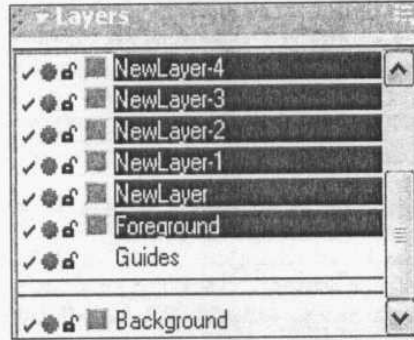 Layers
NewLayer-4
NewLayer-3
NewLayer-2
NewLayer-1
NewLayer
Foreground
Guides
Background